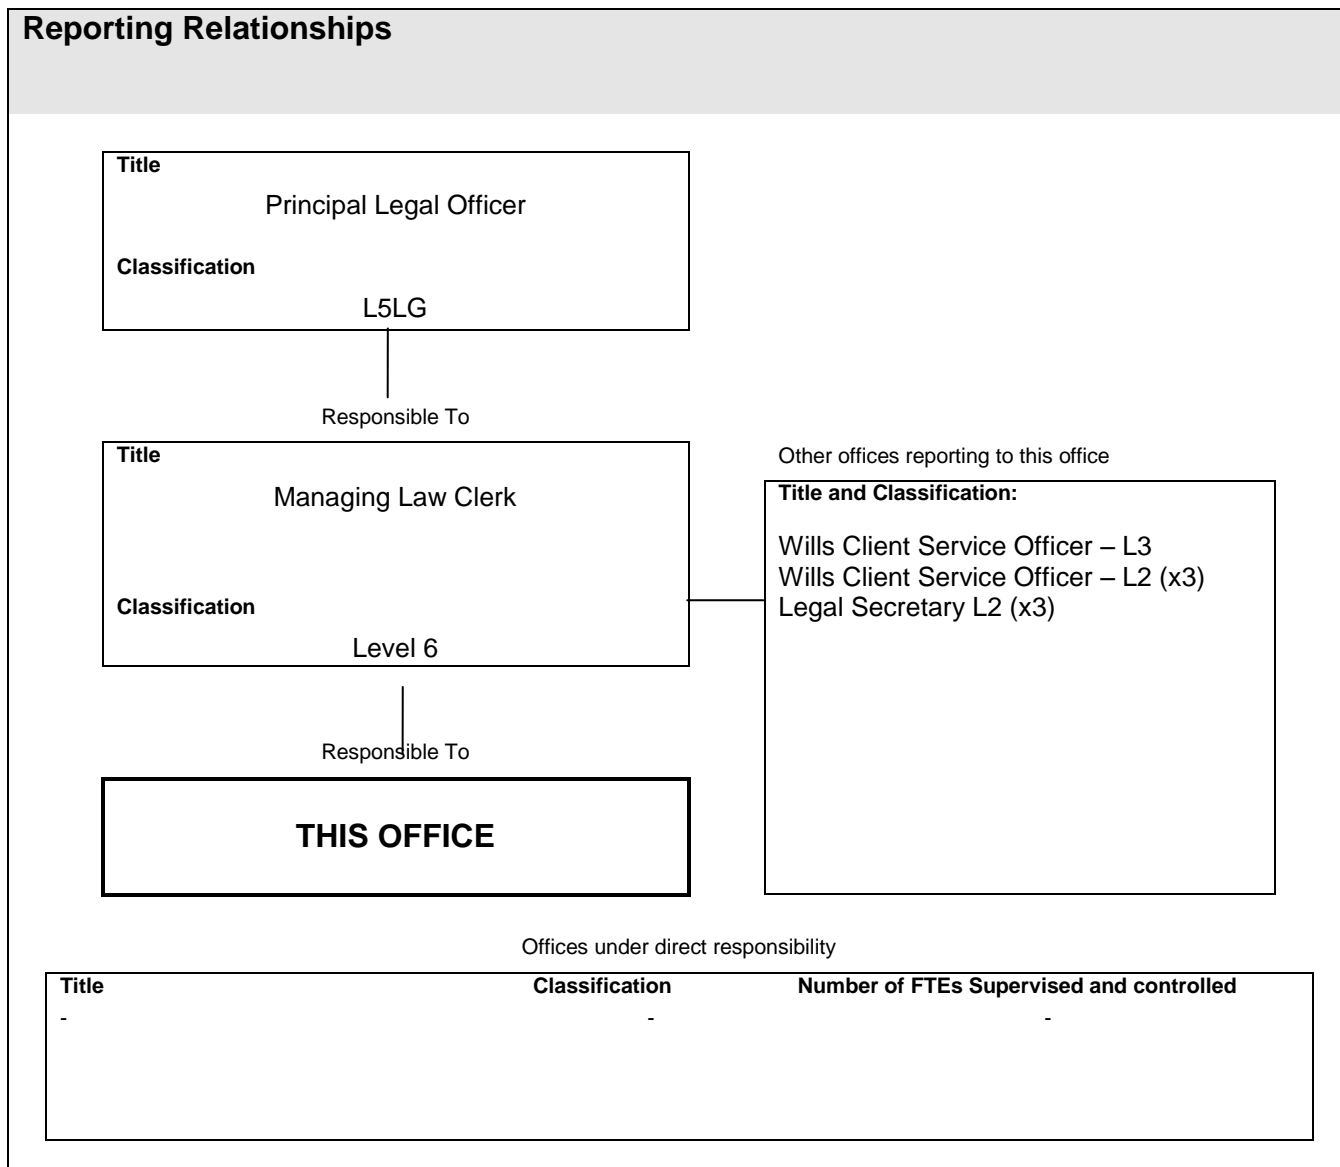 Reporting Relationships
Title
Principal Legal Officer
Classification
L5LG
Responsible To
Title
Managing Law Clerk
Classification
Level 6
Other offices reporting to this office
Title and Classification:
Wills Client Service Officer – L3
Wills Client Service Officer – L2 (x3)
Legal Secretary L2 (x3)
Responsible To
THIS OFFICE
Offices under direct responsibility
Title Classification Number of FTEs Supervised and controlled
- - -